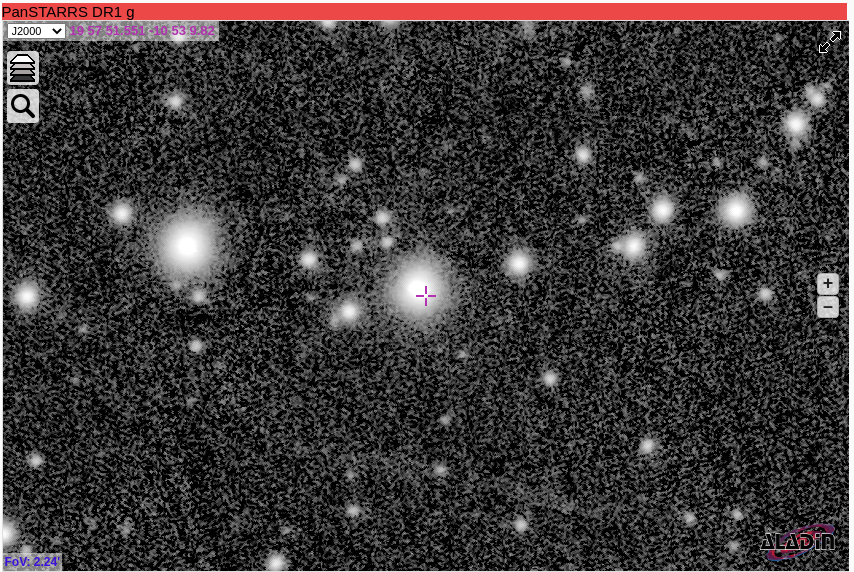 PanSTARRS DR1 g
J2000 19 57 51.551 -10 53 9.82
+
−
FoV: 2.24'
ALADIN